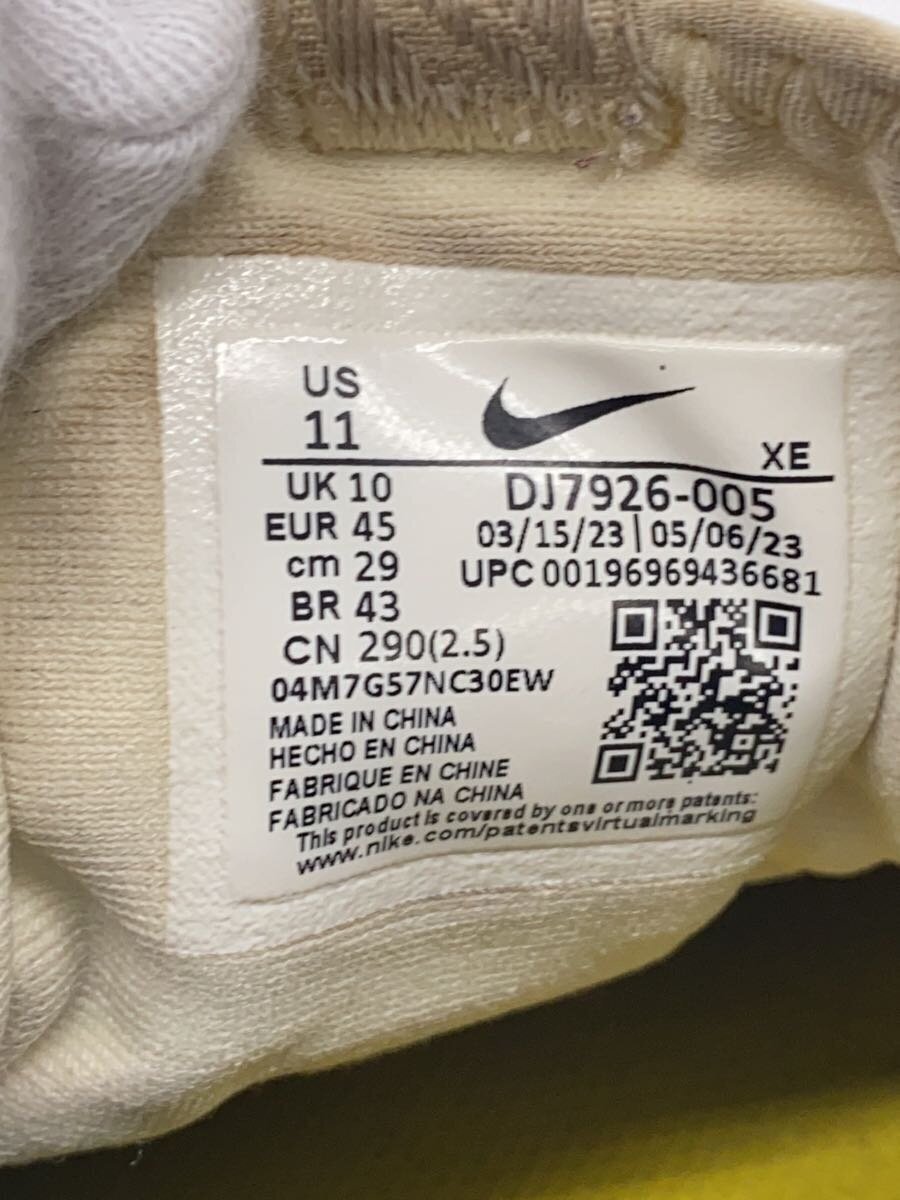 US
11
XE
UK 10
EUR 45
cm 29
BR 43
CN 290(2.5)
DJ7926-005
03/15/23 | 05/06/23
UPC 00196969436681
04M7G57NC30EW
MADE IN CHINA
HECHO EN CHINA
FABRIQUE EN CHINE
FABRICADO NA CHINA
This product is covered by one or more patents:
www.nike.com/patentsvirtualmarking